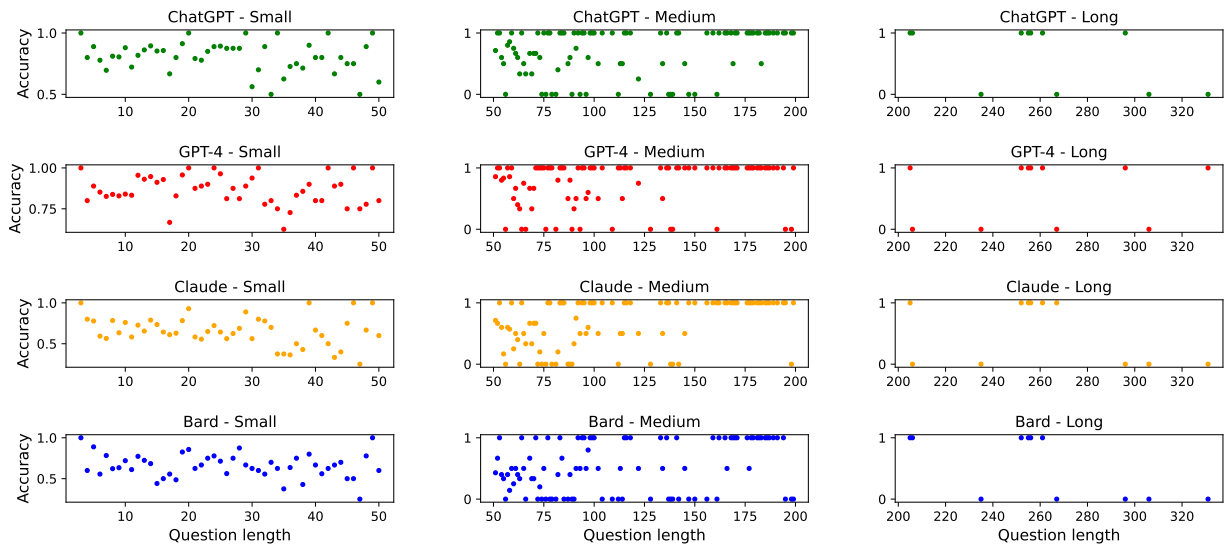 ChatGPT - Small
Accuracy
1.0
0.5
10 20 30 40 50
ChatGPT - Medium
1
0
50 75 100 125 150 175 200
ChatGPT - Long
1
0
200 220 240 260 280 300 320
GPT-4 - Small
Accuracy
1.00
0.75
10 20 30 40 50
GPT-4 - Medium
1
0
50 75 100 125 150 175 200
GPT-4 - Long
1
0
200 220 240 260 280 300 320
Claude - Small
Accuracy
1.0
0.5
10 20 30 40 50
Claude - Medium
1
0
50 75 100 125 150 175 200
Claude - Long
1
0
200 220 240 260 280 300 320
Bard - Small
Accuracy
1.0
0.5
10 20 30 40 50
Question length
Bard - Medium
1
0
50 75 100 125 150 175 200
Question length
Bard - Long
1
0
200 220 240 260 280 300 320
Question length